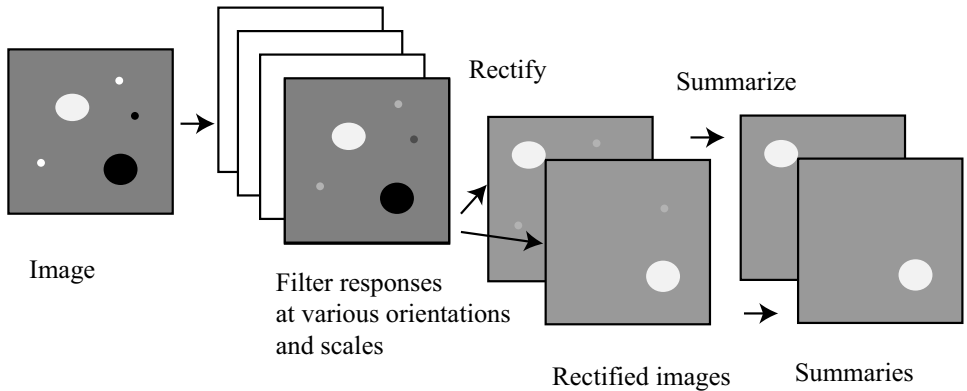 Rectify
Summarize
Image
Filter responses
at various orientations
and scales
Rectified images
Summaries